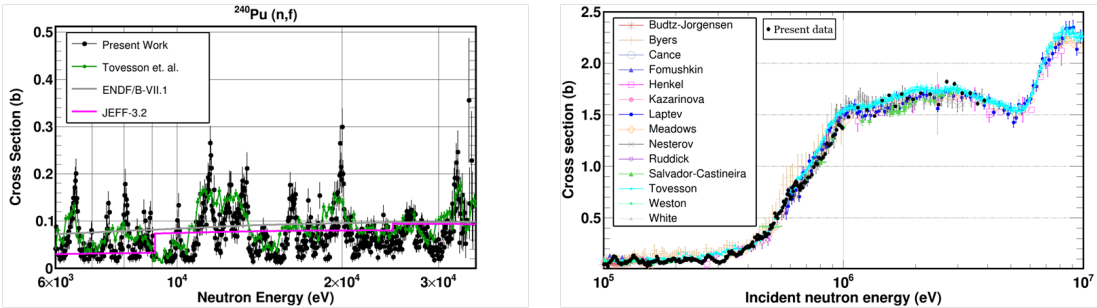 ²⁴⁰Pu (n,f)
Cross Section (b)
0.5
0.4
0.3
0.2
0.1
0
Present Work
Tovesson et. al.
ENDF/B-VII.1
JEFF-3.2
6×10³ 10⁴ 2×10⁴ 3×10⁴
Neutron Energy (eV)
Cross section (b)
2.5
2.0
1.5
1.0
0.5
Budtz-Jorgensen
Byers
Cance
Fomushkin
Henkel
Kazarinova
Laptev
Meadows
Nesterov
Ruddick
Salvador-Castineira
Tovesson
Weston
White
Present data
10⁵ 10⁶ 10⁷
Incident neutron energy (eV)